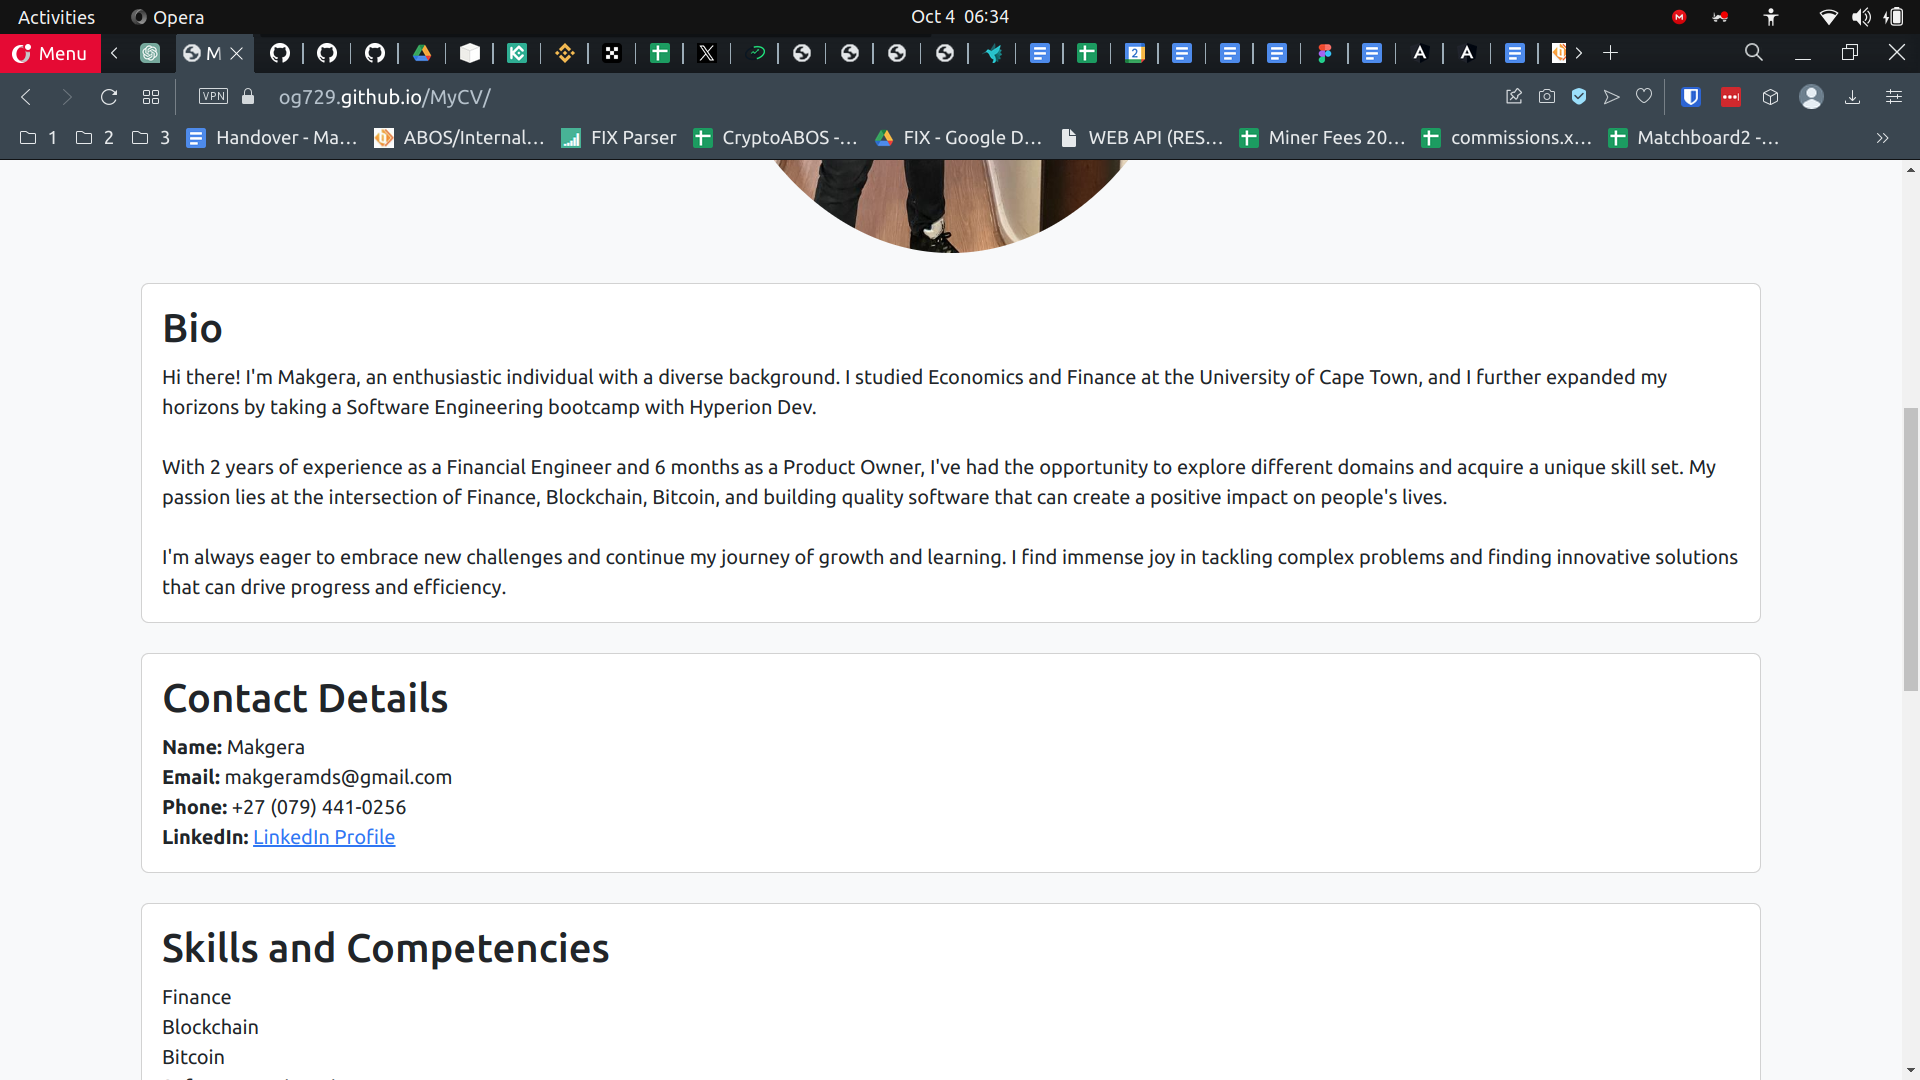 Activities
Opera
Oct 4 06:34
Menu
M
VPN
og729.github.io/MyCV/
1
2
3
Handover - Ma...
ABOS/Internal...
FIX Parser
CryptoABOS -...
FIX - Google D...
WEB API (RES...
Miner Fees 20...
commissions.x...
Matchboard2 -...
Bio
Hi there! I'm Makgera, an enthusiastic individual with a diverse background. I studied Economics and Finance at the University of Cape Town, and I further expanded my
horizons by taking a Software Engineering bootcamp with Hyperion Dev.
With 2 years of experience as a Financial Engineer and 6 months as a Product Owner, I've had the opportunity to explore different domains and acquire a unique skill set. My
passion lies at the intersection of Finance, Blockchain, Bitcoin, and building quality software that can create a positive impact on people's lives.
I'm always eager to embrace new challenges and continue my journey of growth and learning. I find immense joy in tackling complex problems and finding innovative solutions
that can drive progress and efficiency.
Contact Details
Name: Makgera
Email: makgeramds@gmail.com
Phone: +27 (079) 441-0256
LinkedIn: LinkedIn Profile
Skills and Competencies
Finance
Blockchain
Bitcoin